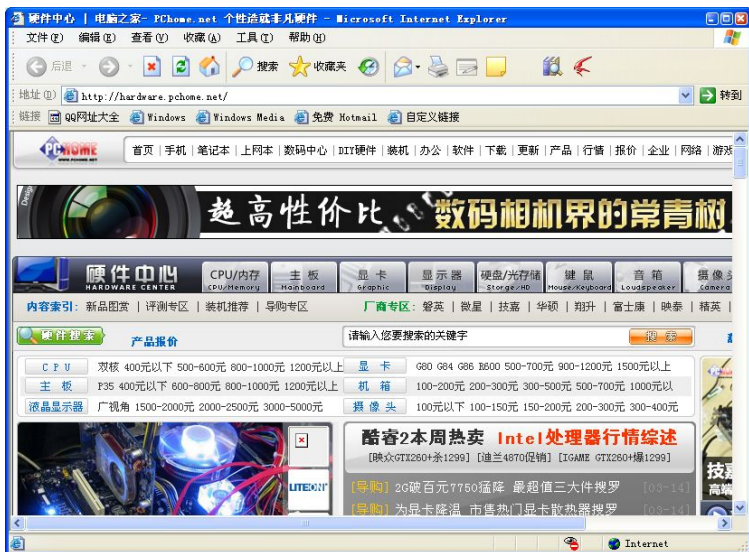 硬件中心 | 电脑之家- PChome.net 个性造就非凡硬件 - Microsoft Internet Explorer
文件(F) 编辑(E) 查看(V) 收藏(A) 工具(T) 帮助(H)
后退 搜索 收藏夹
地址(D) http://hardware.pchome.net/ 转到
链接 QQ网址大全 Windows Windows Media 免费 Hotmail 自定义链接
PCHOME 首页 | 手机 | 笔记本 | 上网本 | 数码中心 | DIY硬件 | 装机 | 办公 | 软件 | 下载 | 更新 | 产品 | 行情 | 报价 | 企业 | 网络 | 游戏
WWW.PCHOME.NET
Design
超高性价比 数码相机界的常青树
硬件中心 CPU/内存 主板 显卡 显示器 硬盘/光存储 键鼠 音箱 摄像头
HARDWARE CENTER CPU/Memory Mainboard Graphic Display Storge/HD Mouse/Keyboard Loudspeaker Camera
内容索引: 新品图赏 | 评测专区 | 装机推荐 | 导购专区 厂商专区: 磐英 | 微星 | 技嘉 | 华硕 | 翔升 | 富士康 | 映泰 | 精英 |
硬件搜索 产品报价 请输入您要搜索的关键字 搜索
CPU 双核 400元以下 500-600元 800-1000元 1200元以上 显卡 G80 G84 G86 R600 500-700元 900-1200元 1500元以上
主板 P35 400元以下 600-800元 800-1000元 1200元以上 机箱 100-200元 200-300元 300-500元 500-700元 1000元以
液晶显示器 广视角 1500-2000元 2000-2500元 3000-5000元 摄像头 100元以下 100-150元 150-200元 200-300元 300-400元
酷睿2本周热卖 Intel处理器行情综述
[映众GTX260+杀1299] [迪兰4870促销] [IGAME GTX260+爆1299]
LITEON
[导购] 2G破百元7750猛降 最超值三大件搜罗 [03-14]
[导购] 为显卡降温 市售热门显卡散热器搜罗 [03-14]
技嘉
高端
Internet